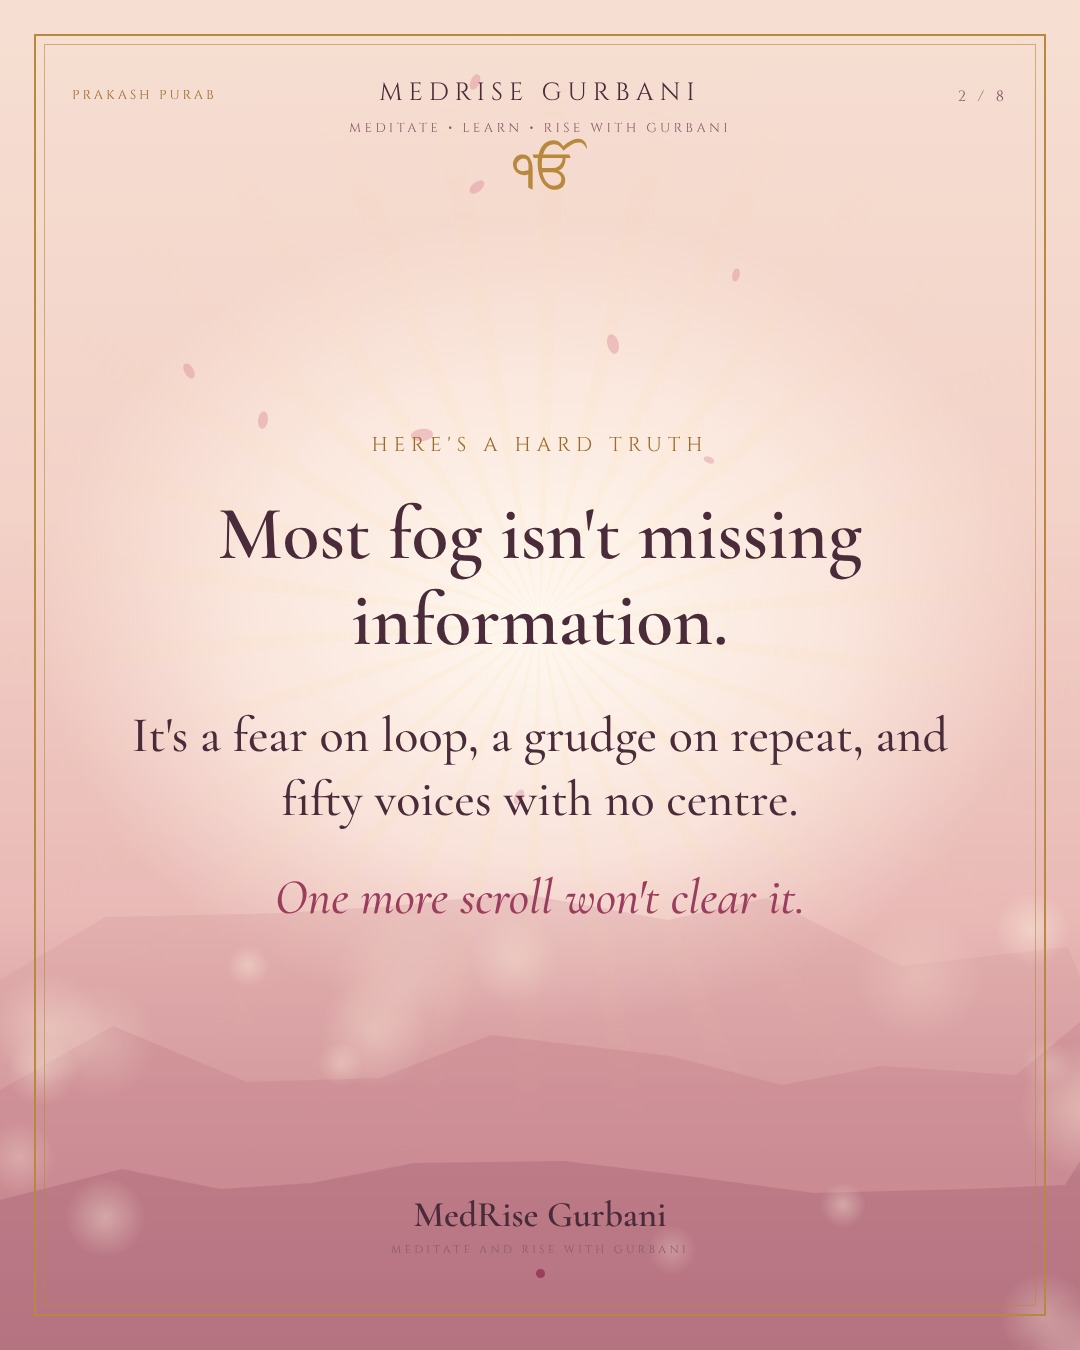 PRAKASH PURAB
MEDRISE GURBANI
2 / 8
MEDITATE • LEARN • RISE WITH GURBANI
ੴ
HERE'S A HARD TRUTH
Most fog isn't missing
information.
It's a fear on loop, a grudge on repeat, and
fifty voices with no centre.
One more scroll won't clear it.
MedRise Gurbani
MEDITATE AND RISE WITH GURBANI